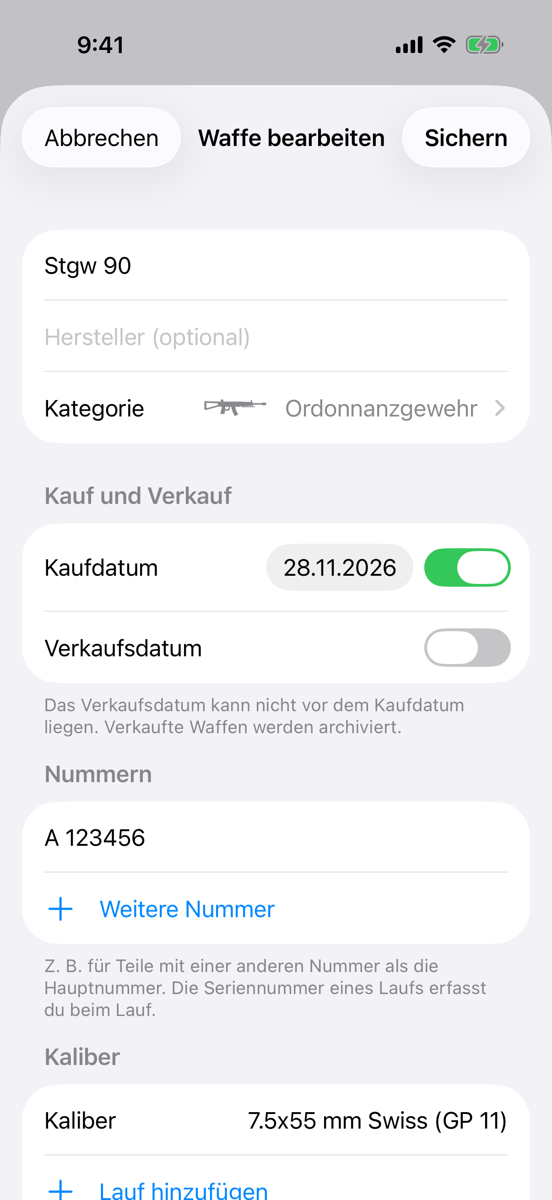 9:41
Abbrechen
Waffe bearbeiten
Sichern
Stgw 90
Hersteller (optional)
Kategorie
Ordonnanzgewehr
Kauf und Verkauf
Kaufdatum
28.11.2026
Verkaufsdatum
Das Verkaufsdatum kann nicht vor dem Kaufdatum
liegen. Verkaufte Waffen werden archiviert.
Nummern
A 123456
Weitere Nummer
Z. B. für Teile mit einer anderen Nummer als die
Hauptnummer. Die Seriennummer eines Laufs erfasst
du beim Lauf.
Kaliber
Kaliber
7.5x55 mm Swiss (GP 11)
Lauf hinzufügen